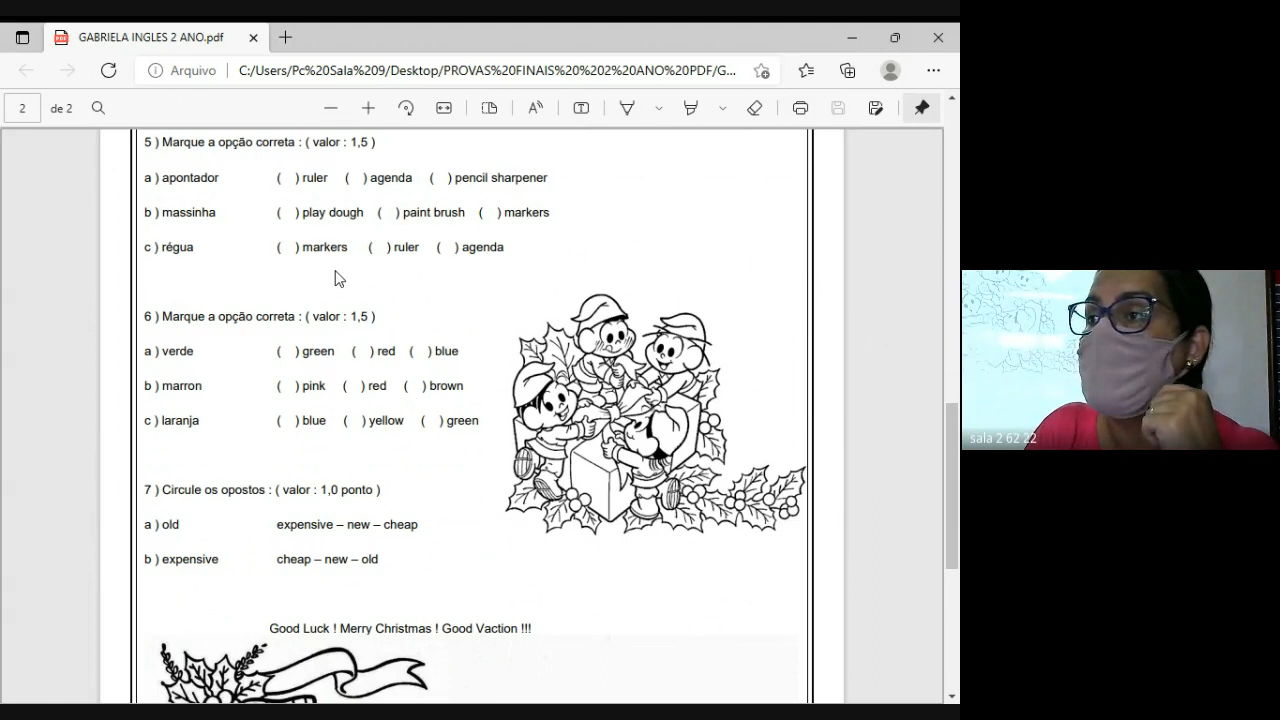 GABRIELA INGLES 2 ANO.pdf
Arquivo
C:/Users/Pc%20Sala%209/Desktop/PROVAS%20FINAIS%20%202%20ANO%20PDF/G...
2 de 2
5 ) Marque a opção correta : ( valor : 1,5 )
a ) apontador ( ) ruler ( ) agenda ( ) pencil sharpener
b ) massinha ( ) play dough ( ) paint brush ( ) markers
c ) régua ( ) markers ( ) ruler ( ) agenda
6 ) Marque a opção correta : ( valor : 1,5 )
a ) verde ( ) green ( ) red ( ) blue
b ) marron ( ) pink ( ) red ( ) brown
c ) laranja ( ) blue ( ) yellow ( ) green
7 ) Circule os opostos : ( valor : 1,0 ponto )
a ) old expensive – new – cheap
b ) expensive cheap – new – old
Good Luck ! Merry Christmas ! Good Vaction !!!
sala 2 62 22